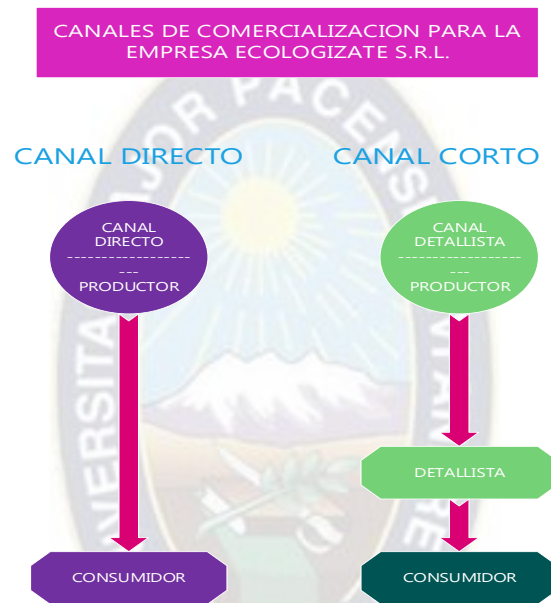 CANALES DE COMERCIALIZACION PARA LA
EMPRESA ECOLOGIZATE S.R.L.
CANAL DIRECTO
CANAL CORTO
CANAL
DIRECTO
------------------
---
PRODUCTOR
CANAL
DETALLISTA
------------------
---
PRODUCTOR
DETALLISTA
CONSUMIDOR
CONSUMIDOR